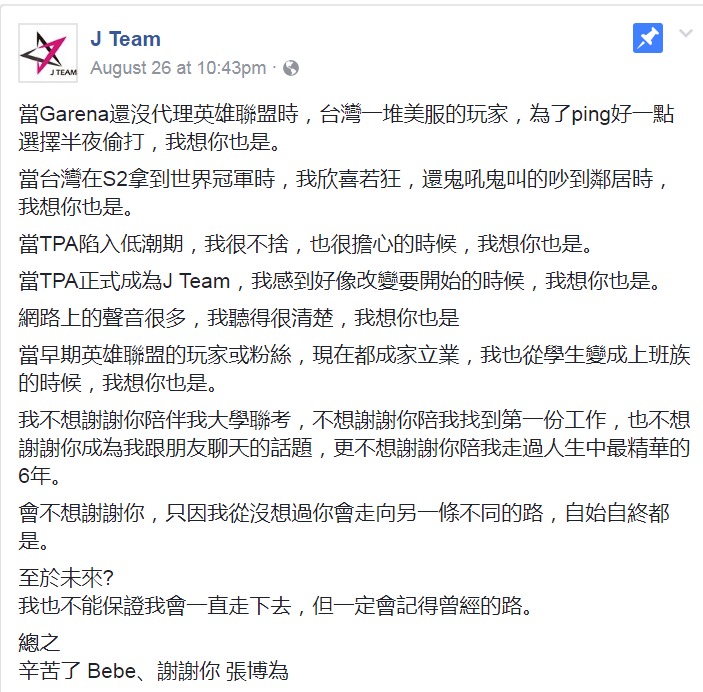 J TEAM
J Team
August 26 at 10:43pm ·
當Garena還沒代理英雄聯盟時，台灣一堆美服的玩家，為了ping好一點
選擇半夜偷打，我想你也是。
當台灣在S2拿到世界冠軍時，我欣喜若狂，還鬼吼鬼叫的吵到鄰居時，
我想你也是。
當TPA陷入低潮期，我很不捨，也很擔心的時候，我想你也是。
當TPA正式成為J Team，我感到好像改變要開始的時候，我想你也是。
網路上的聲音很多，我聽得很清楚，我想你也是
當早期英雄聯盟的玩家或粉絲，現在都成家立業，我也從學生變成上班族
的時候，我想你也是。
我不想謝謝你陪伴我大學聯考，不想謝謝你陪我找到第一份工作，也不想
謝謝你成為我跟朋友聊天的話題，更不想謝謝你陪我走過人生中最精華的
6年。
會不想謝謝你，只因我從沒想過你會走向另一條不同的路，自始自終都
是。
至於未來?
我也不能保證我會一直走下去，但一定會記得曾經的路。
總之
辛苦了 Bebe、謝謝你 張博為